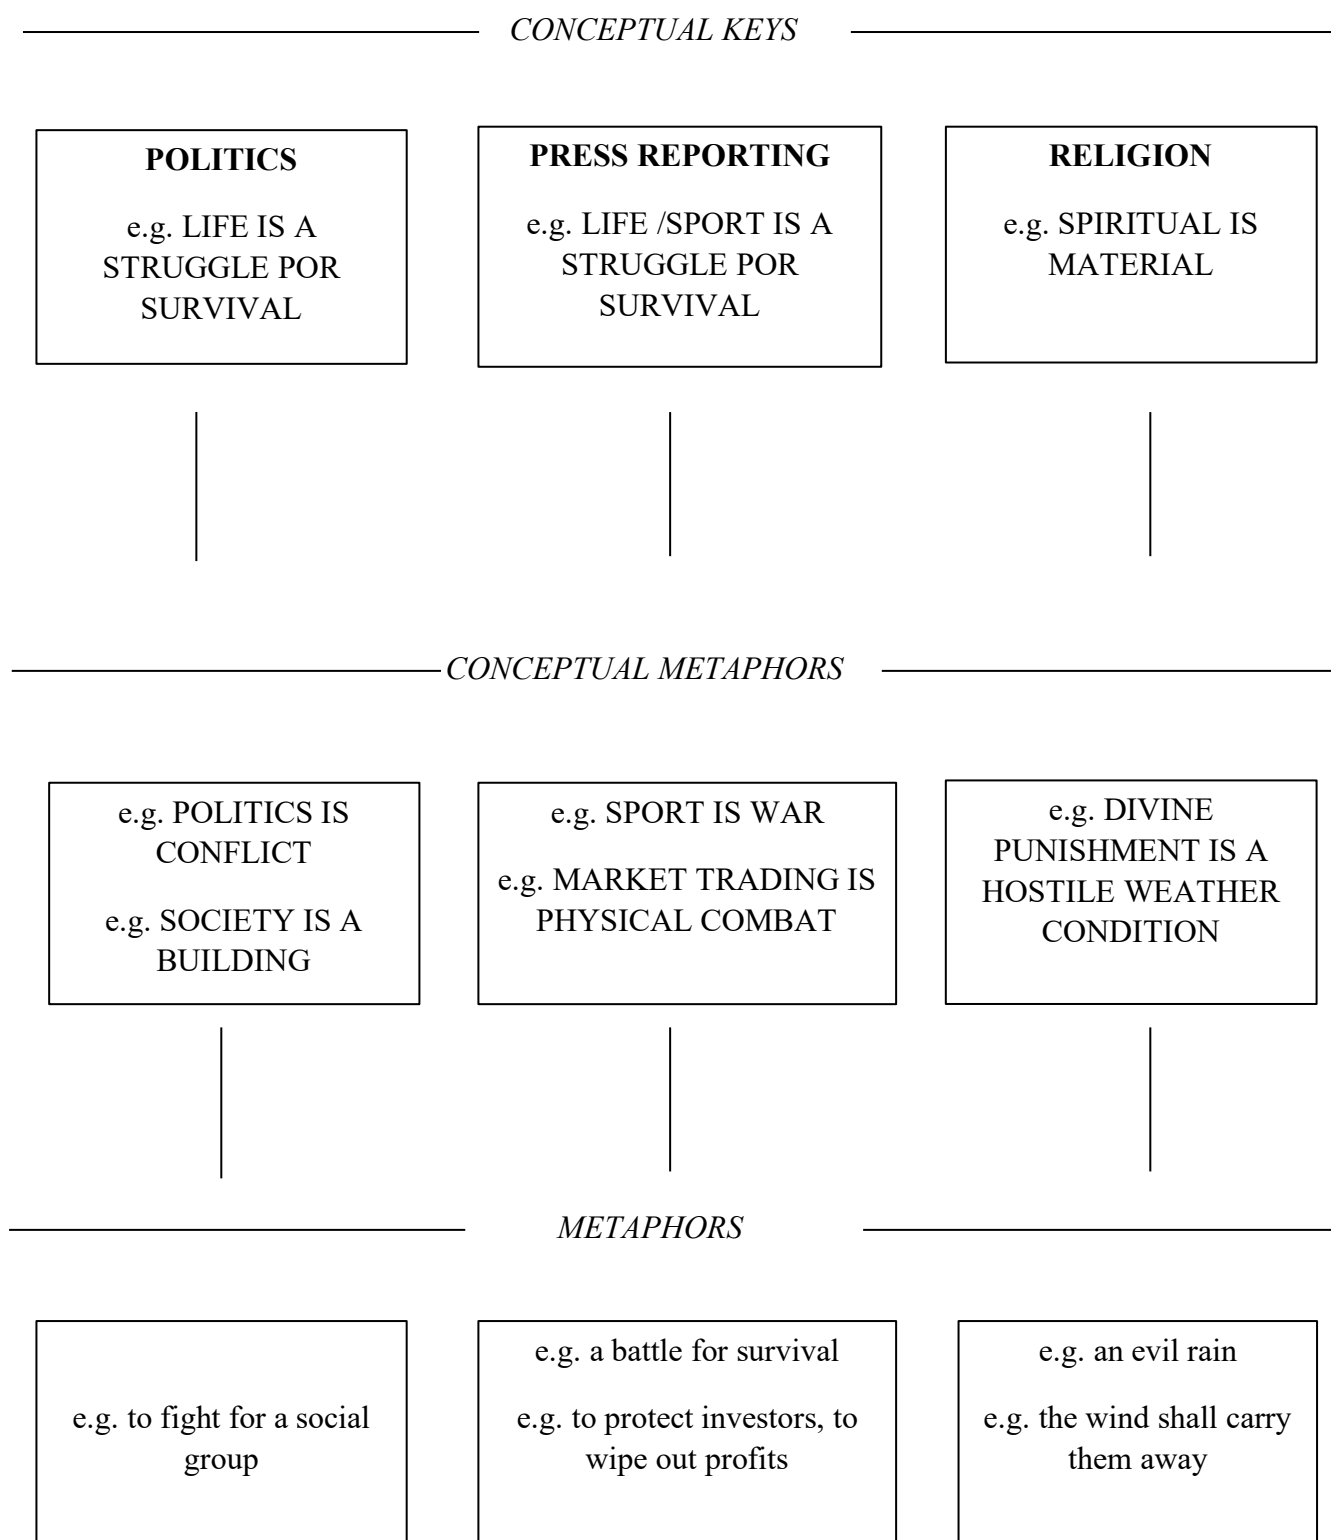 CONCEPTUAL KEYS
POLITICS
e.g. LIFE IS A
STRUGGLE POR
SURVIVAL
PRESS REPORTING
e.g. LIFE /SPORT IS A
STRUGGLE POR
SURVIVAL
RELIGION
e.g. SPIRITUAL IS
MATERIAL
CONCEPTUAL METAPHORS
e.g. POLITICS IS
CONFLICT
e.g. SOCIETY IS A
BUILDING
e.g. SPORT IS WAR
e.g. MARKET TRADING IS
PHYSICAL COMBAT
e.g. DIVINE
PUNISHMENT IS A
HOSTILE WEATHER
CONDITION
METAPHORS
e.g. to fight for a social
group
e.g. a battle for survival
e.g. to protect investors, to
wipe out profits
e.g. an evil rain
e.g. the wind shall carry
them away